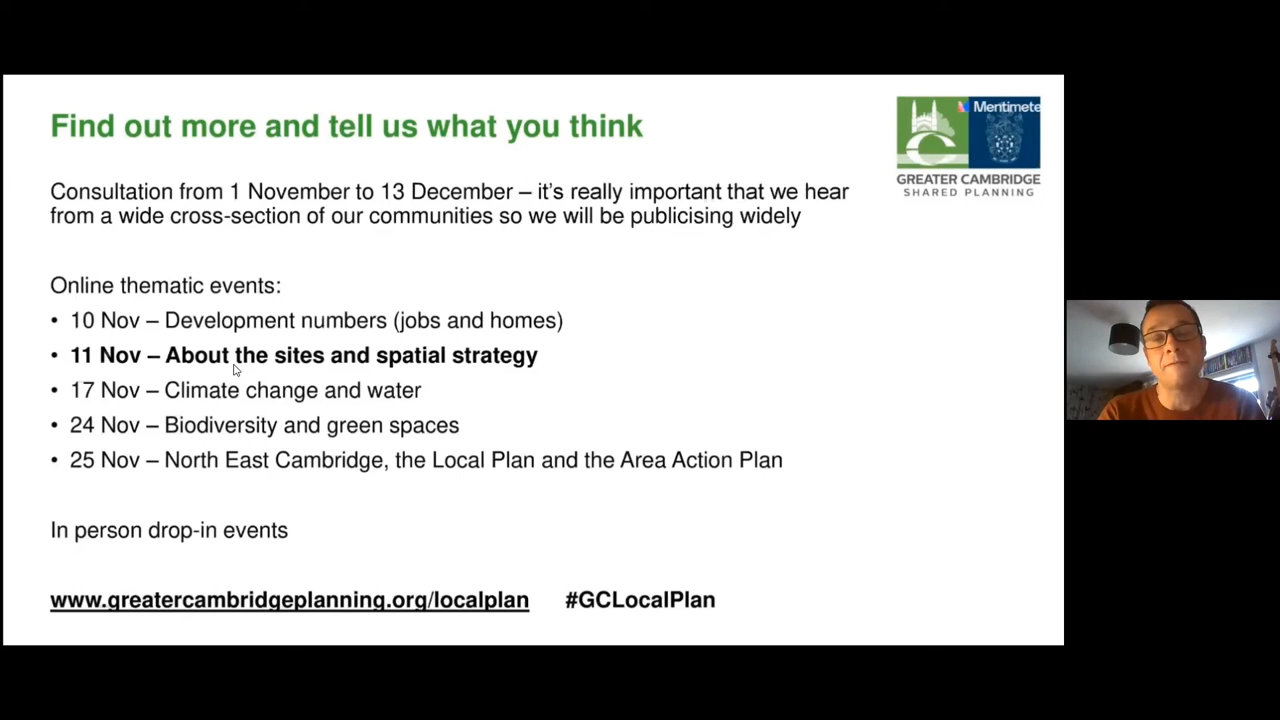 Find out more and tell us what you think
Mentimete
GREATER CAMBRIDGE
SHARED PLANNING
Consultation from 1 November to 13 December – it's really important that we hear
from a wide cross-section of our communities so we will be publicising widely
Online thematic events:
• 10 Nov – Development numbers (jobs and homes)
• 11 Nov – About the sites and spatial strategy
• 17 Nov – Climate change and water
• 24 Nov – Biodiversity and green spaces
• 25 Nov – North East Cambridge, the Local Plan and the Area Action Plan
In person drop-in events
www.greatercambridgeplanning.org/localplan #GCLocalPlan